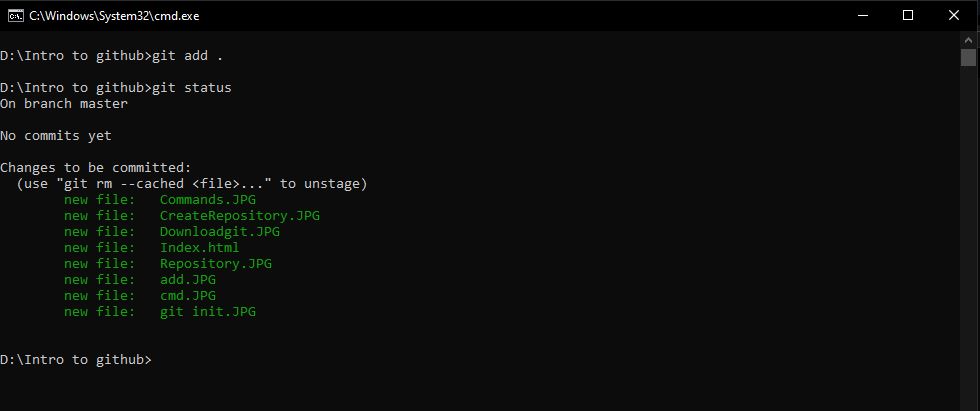 C:\Windows\System32\cmd.exe
D:\Intro to github>git add .
D:\Intro to github>git status
On branch master
No commits yet
Changes to be committed:
  (use "git rm --cached <file>..." to unstage)
        new file:   Commands.JPG
        new file:   CreateRepository.JPG
        new file:   Downloadgit.JPG
        new file:   Index.html
        new file:   Repository.JPG
        new file:   add.JPG
        new file:   cmd.JPG
        new file:   git init.JPG
D:\Intro to github>